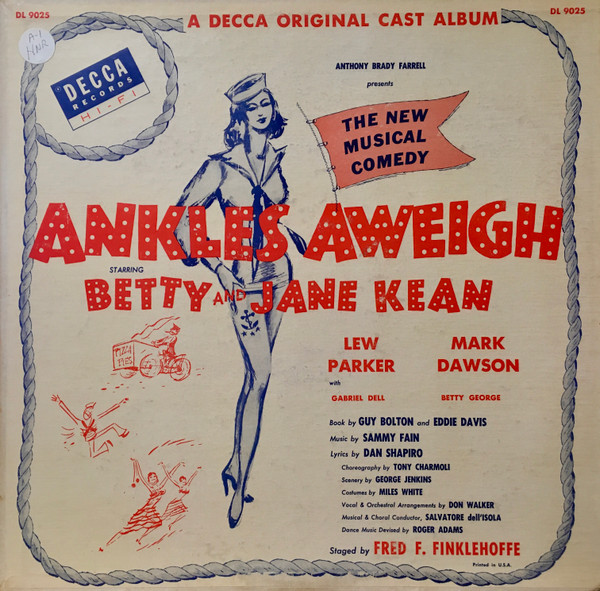 DL 9025
A DECCA ORIGINAL CAST ALBUM
DL 9025
A-1
DECCA
RECORDS
HI-FI
ANTHONY BRADY FARRELL
presents
THE NEW
MUSICAL
COMEDY
ANKLES AWEIGH
STARRING
BETTY AND JANE KEAN
LEW PARKER
MARK DAWSON
with
GABRIEL DELL
BETTY GEORGE
Book by GUY BOLTON and EDDIE DAVIS
Music by SAMMY FAIN
Lyrics by DAN SHAPIRO
Choreography by TONY CHARMOLI
Scenery by GEORGE JENKINS
Costumes by MILES WHITE
Vocal & Orchestral Arrangements by DON WALKER
Musical & Choral Conductor, SALVATORE dell'ISOLA
Dance Music Devised by ROGER ADAMS
Staged by FRED F. FINKLEHOFFE
Printed in U.S.A.